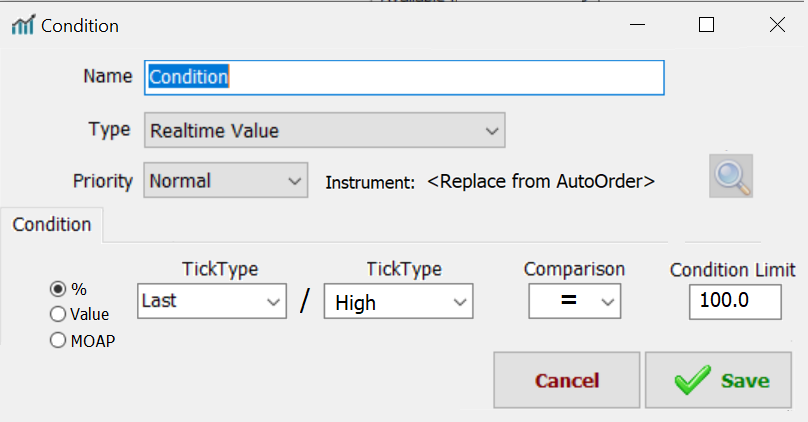 Condition
Name Condition
Type Realtime Value
Priority Normal Instrument: <Replace from AutoOrder>
Condition
TickType TickType Comparison Condition Limit
% Last / High = 100.0
Value
MOAP
Cancel Save